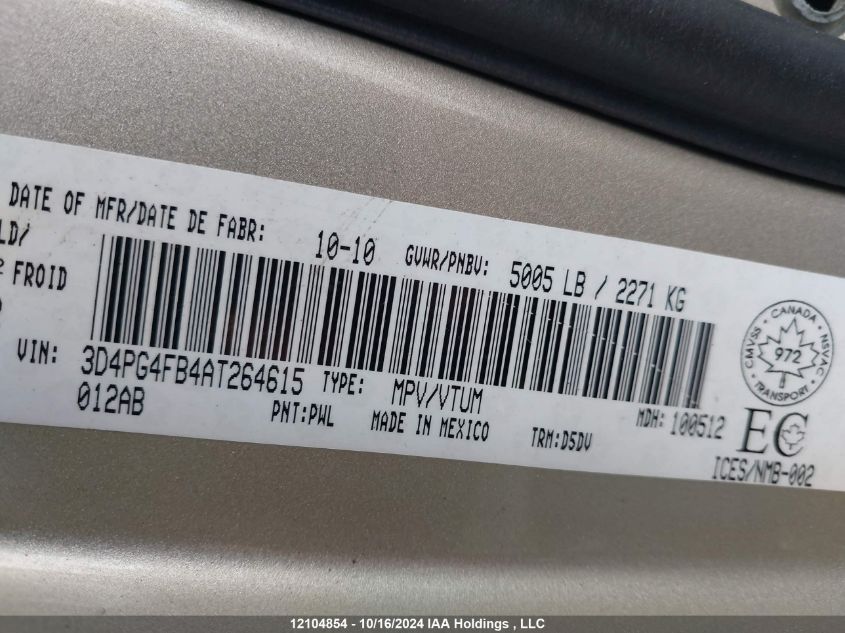 DATE OF MFR/DATE DE FABR: 10-10 GVWR/PNBV: 5005 LB / 2271 KG
LD/
FROID
VIN: 3D4PG4FB4AT264615 TYPE: MPV/VTUM MDH: 100512
012AB PNT:PWL MADE IN MEXICO TRM:D5DV
CANADA
CMVSS NSVAC
972
TRANSPORT
EC
ICES/NMB-002
12104854 - 10/16/2024 IAA Holdings , LLC